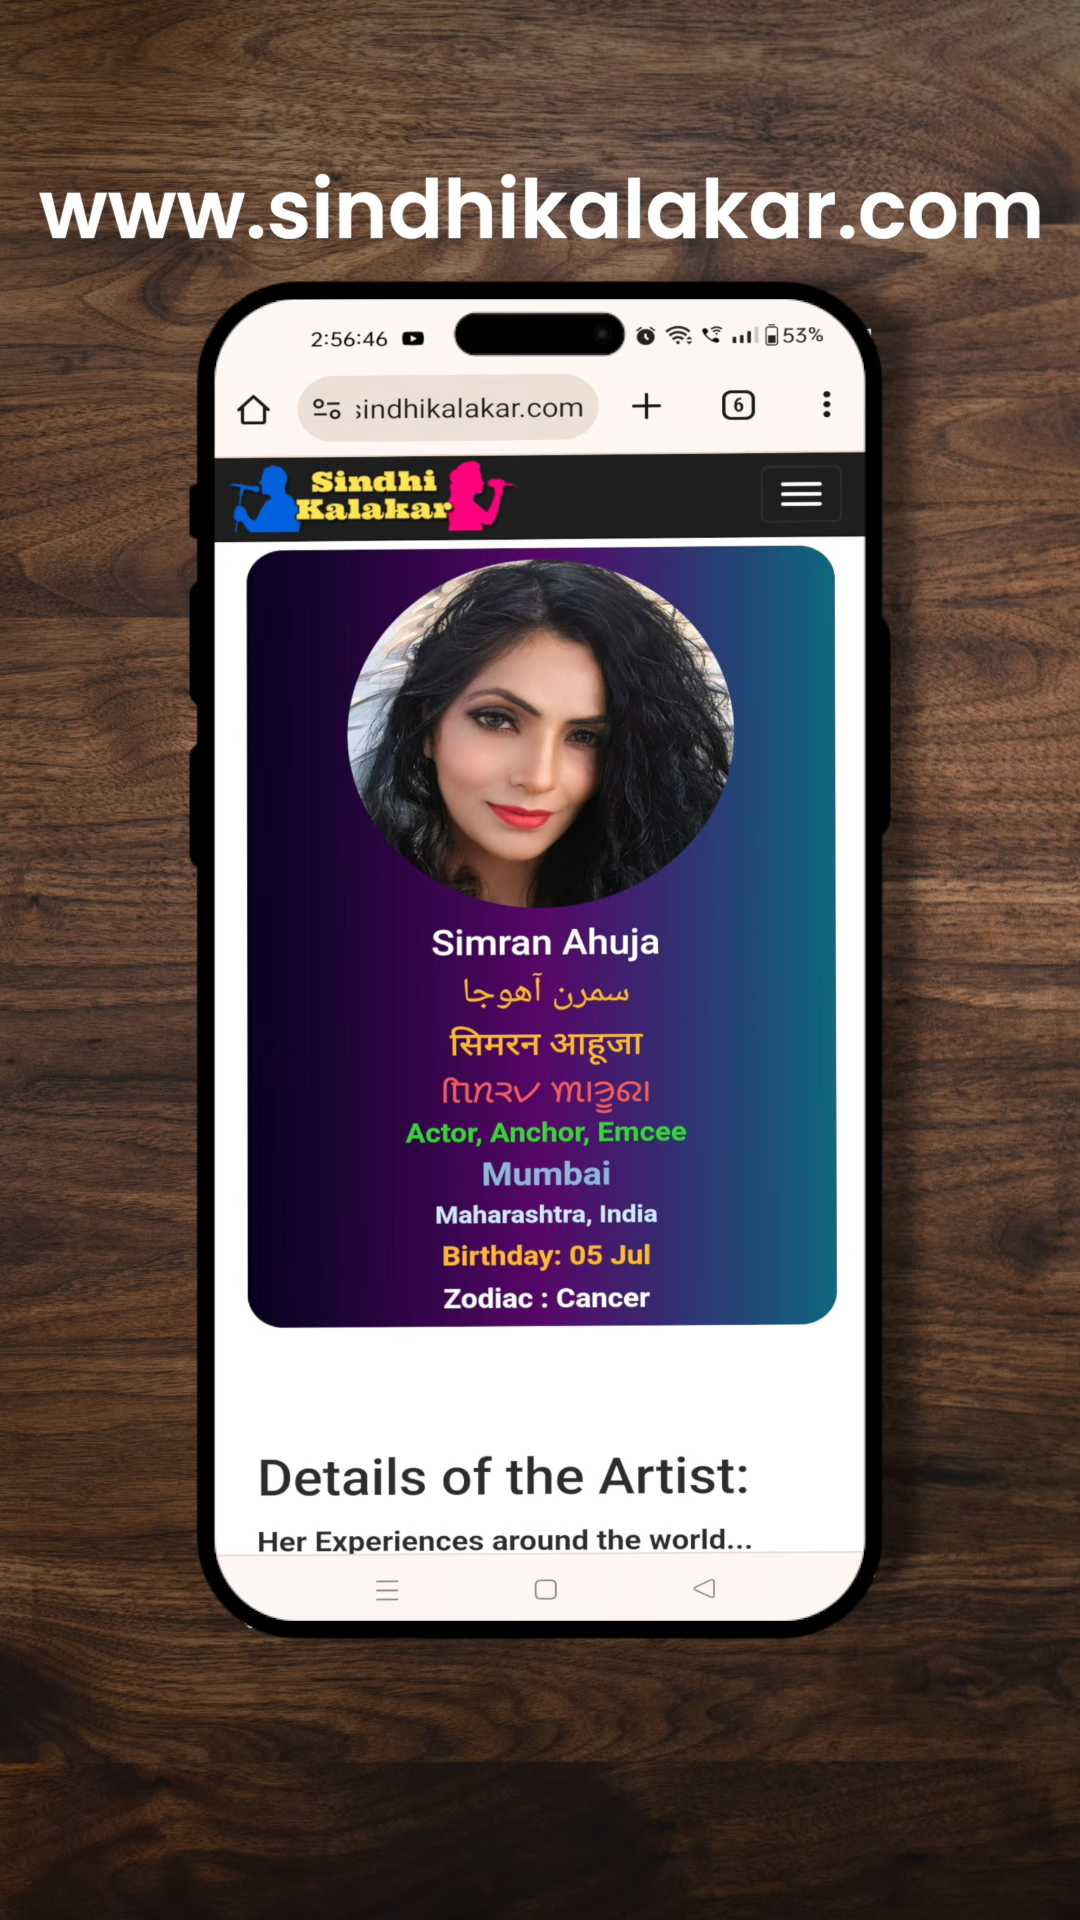 www.sindhikalakar.com
2:56:46
53%
sindhikalakar.com
6
Sindhi
Kalakar
Simran Ahuja
سمرن آهوجا
सिमरन आहूजा
Actor, Anchor, Emcee
Mumbai
Maharashtra, India
Birthday: 05 Jul
Zodiac : Cancer
Details of the Artist:
Her Experiences around the world...